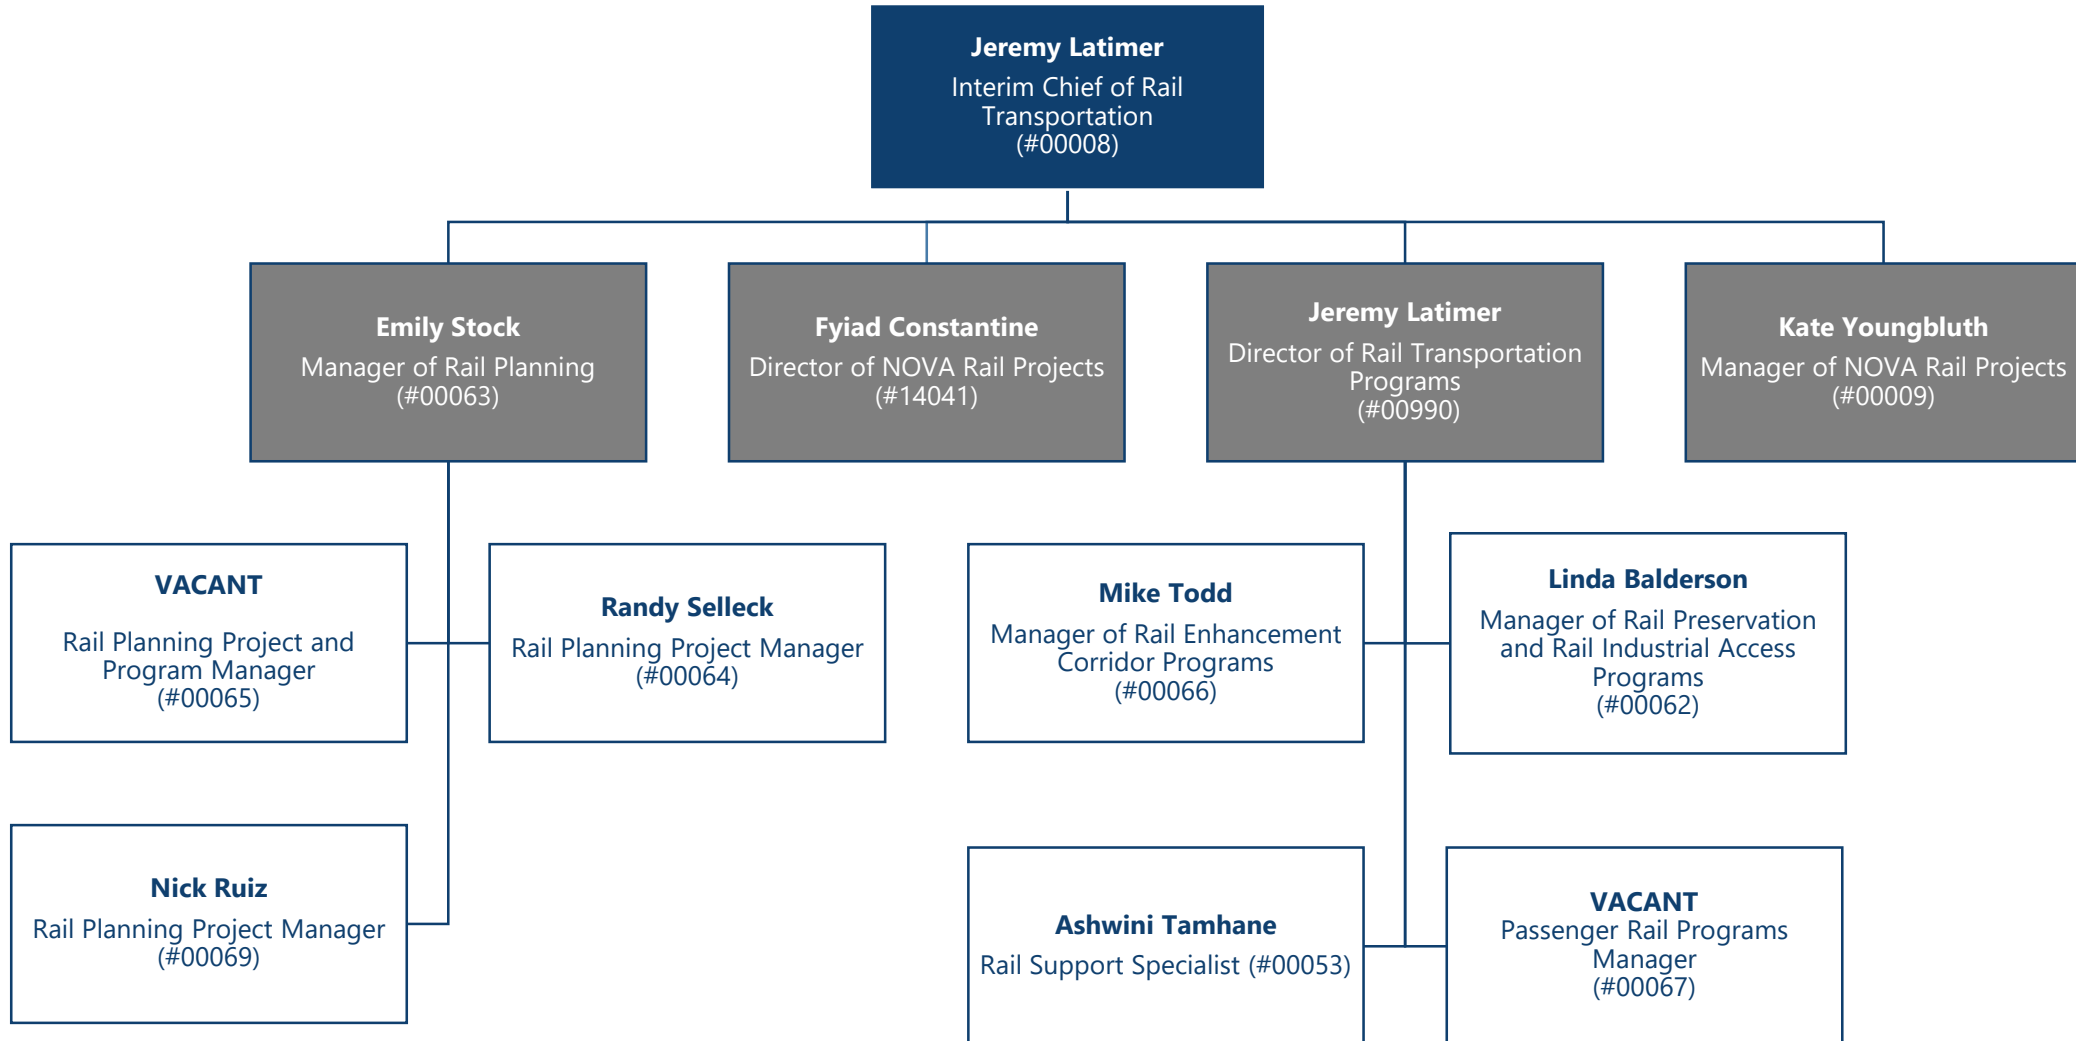 Jeremy Latimer
Interim Chief of Rail
Transportation
(#00008)
Emily Stock
Manager of Rail Planning
(#00063)
Fyiad Constantine
Director of NOVA Rail Projects
(#14041)
Jeremy Latimer
Director of Rail Transportation
Programs
(#00990)
Kate Youngbluth
Manager of NOVA Rail Projects
(#00009)
VACANT
Rail Planning Project and
Program Manager
(#00065)
Randy Selleck
Rail Planning Project Manager
(#00064)
Mike Todd
Manager of Rail Enhancement
Corridor Programs
(#00066)
Linda Balderson
Manager of Rail Preservation
and Rail Industrial Access
Programs
(#00062)
Nick Ruiz
Rail Planning Project Manager
(#00069)
Ashwini Tamhane
Rail Support Specialist (#00053)
VACANT
Passenger Rail Programs
Manager
(#00067)